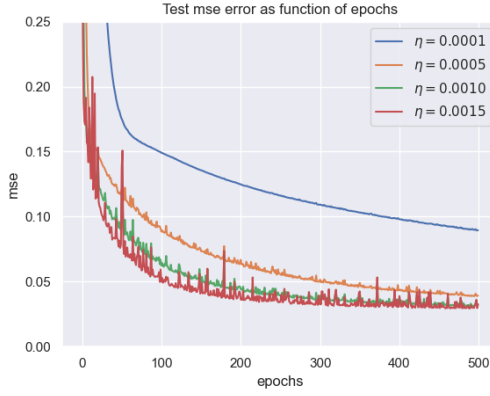 Test mse error as function of epochs
0.25
0.20
0.15
0.10
0.05
0.00
mse
η = 0.0001
η = 0.0005
η = 0.0010
η = 0.0015
0 100 200 300 400 500
epochs